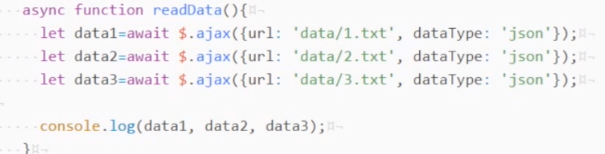 async function readData(){
let data1=await $.ajax({url: 'data/1.txt', dataType: 'json'});
let data2=await $.ajax({url: 'data/2.txt', dataType: 'json'});
let data3=await $.ajax({url: 'data/3.txt', dataType: 'json'});
console.log(data1, data2, data3);
}